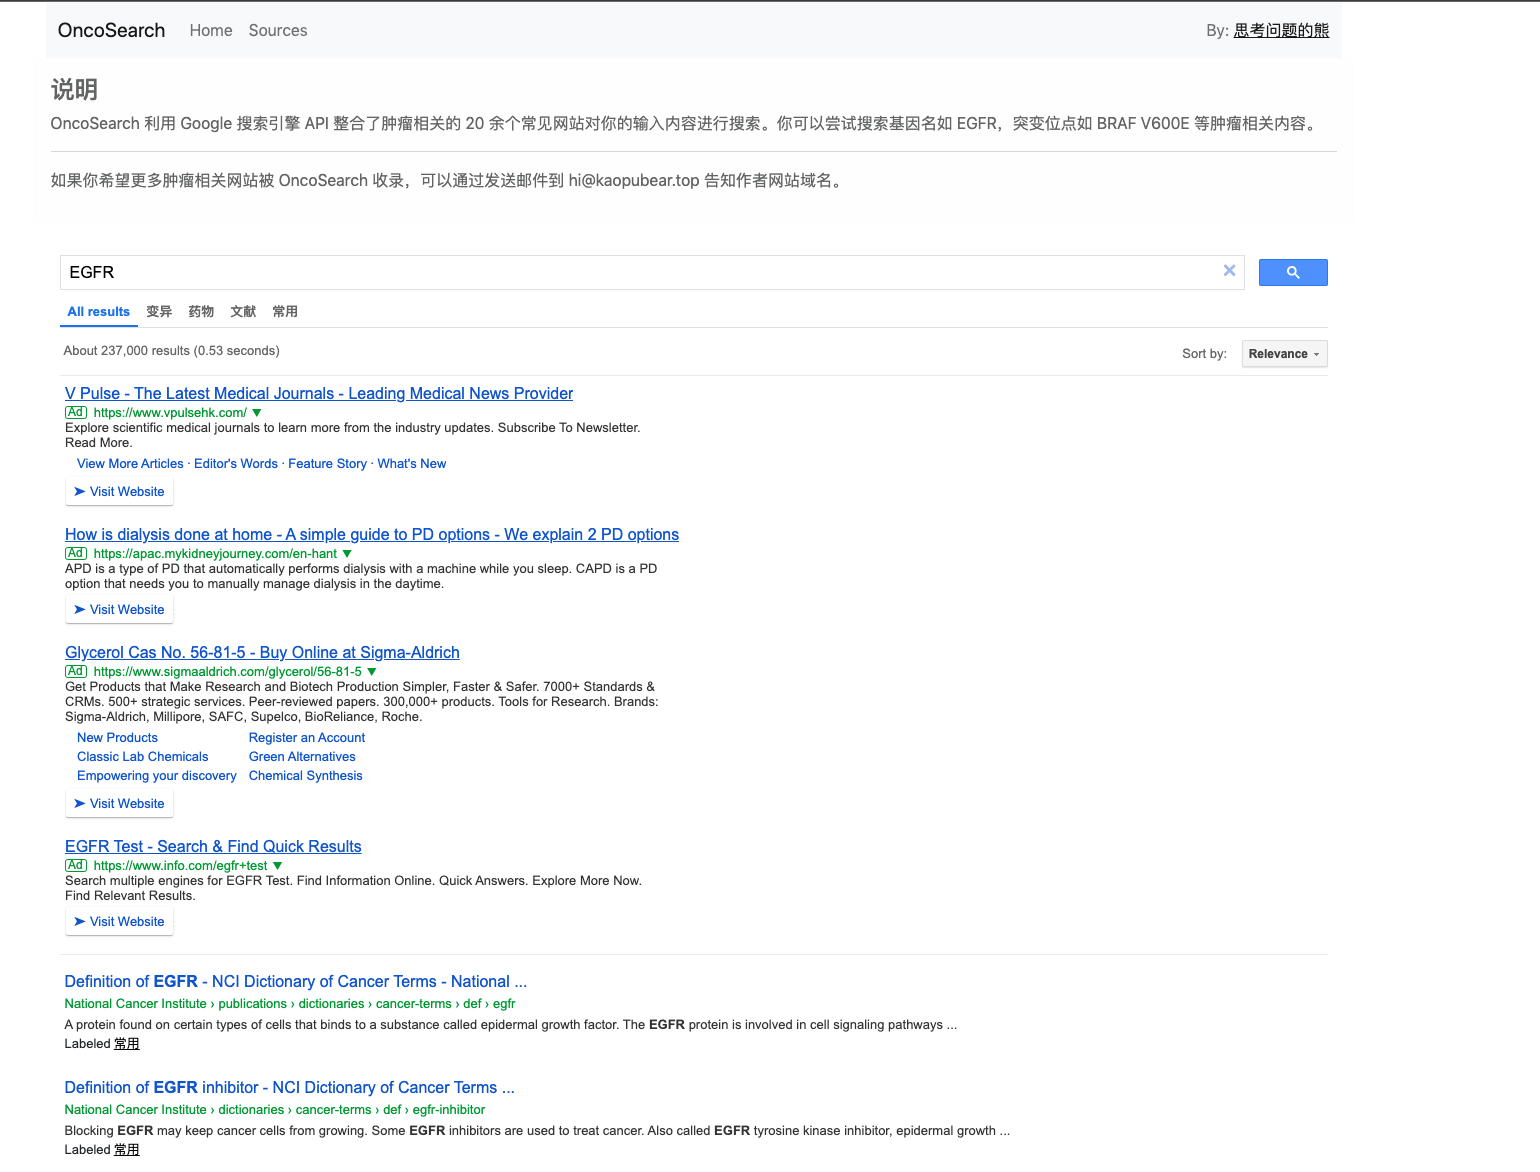 OncoSearch Home Sources By: 思考问题的熊
说明
OncoSearch 利用 Google 搜索引擎 API 整合了肿瘤相关的 20 余个常见网站对你的输入内容进行搜索。你可以尝试搜索基因名如 EGFR，突变位点如 BRAF V600E 等肿瘤相关内容。
如果你希望更多肿瘤相关网站被 OncoSearch 收录，可以通过发送邮件到 hi@kaopubear.top 告知作者网站域名。
EGFR
All results 变异 药物 文献 常用
About 237,000 results (0.53 seconds) Sort by: Relevance
V Pulse - The Latest Medical Journals - Leading Medical News Provider
Ad https://www.vpulsehk.com/
Explore scientific medical journals to learn more from the industry updates. Subscribe To Newsletter.
Read More.
View More Articles · Editor's Words · Feature Story · What's New
Visit Website
How is dialysis done at home - A simple guide to PD options - We explain 2 PD options
Ad https://apac.mykidneyjourney.com/en-hant
APD is a type of PD that automatically performs dialysis with a machine while you sleep. CAPD is a PD
option that needs you to manually manage dialysis in the daytime.
Visit Website
Glycerol Cas No. 56-81-5 - Buy Online at Sigma-Aldrich
Ad https://www.sigmaaldrich.com/glycerol/56-81-5
Get Products that Make Research and Biotech Production Simpler, Faster & Safer. 7000+ Standards &
CRMs. 500+ strategic services. Peer-reviewed papers. 300,000+ products. Tools for Research. Brands:
Sigma-Aldrich, Millipore, SAFC, Supelco, BioReliance, Roche.
New Products Register an Account
Classic Lab Chemicals Green Alternatives
Empowering your discovery Chemical Synthesis
Visit Website
EGFR Test - Search & Find Quick Results
Ad https://www.info.com/egfr+test
Search multiple engines for EGFR Test. Find Information Online. Quick Answers. Explore More Now.
Find Relevant Results.
Visit Website
Definition of EGFR - NCI Dictionary of Cancer Terms - National ...
National Cancer Institute › publications › dictionaries › cancer-terms › def › egfr
A protein found on certain types of cells that binds to a substance called epidermal growth factor. The EGFR protein is involved in cell signaling pathways ...
Labeled 常用
Definition of EGFR inhibitor - NCI Dictionary of Cancer Terms ...
National Cancer Institute › dictionaries › cancer-terms › def › egfr-inhibitor
Blocking EGFR may keep cancer cells from growing. Some EGFR inhibitors are used to treat cancer. Also called EGFR tyrosine kinase inhibitor, epidermal growth ...
Labeled 常用